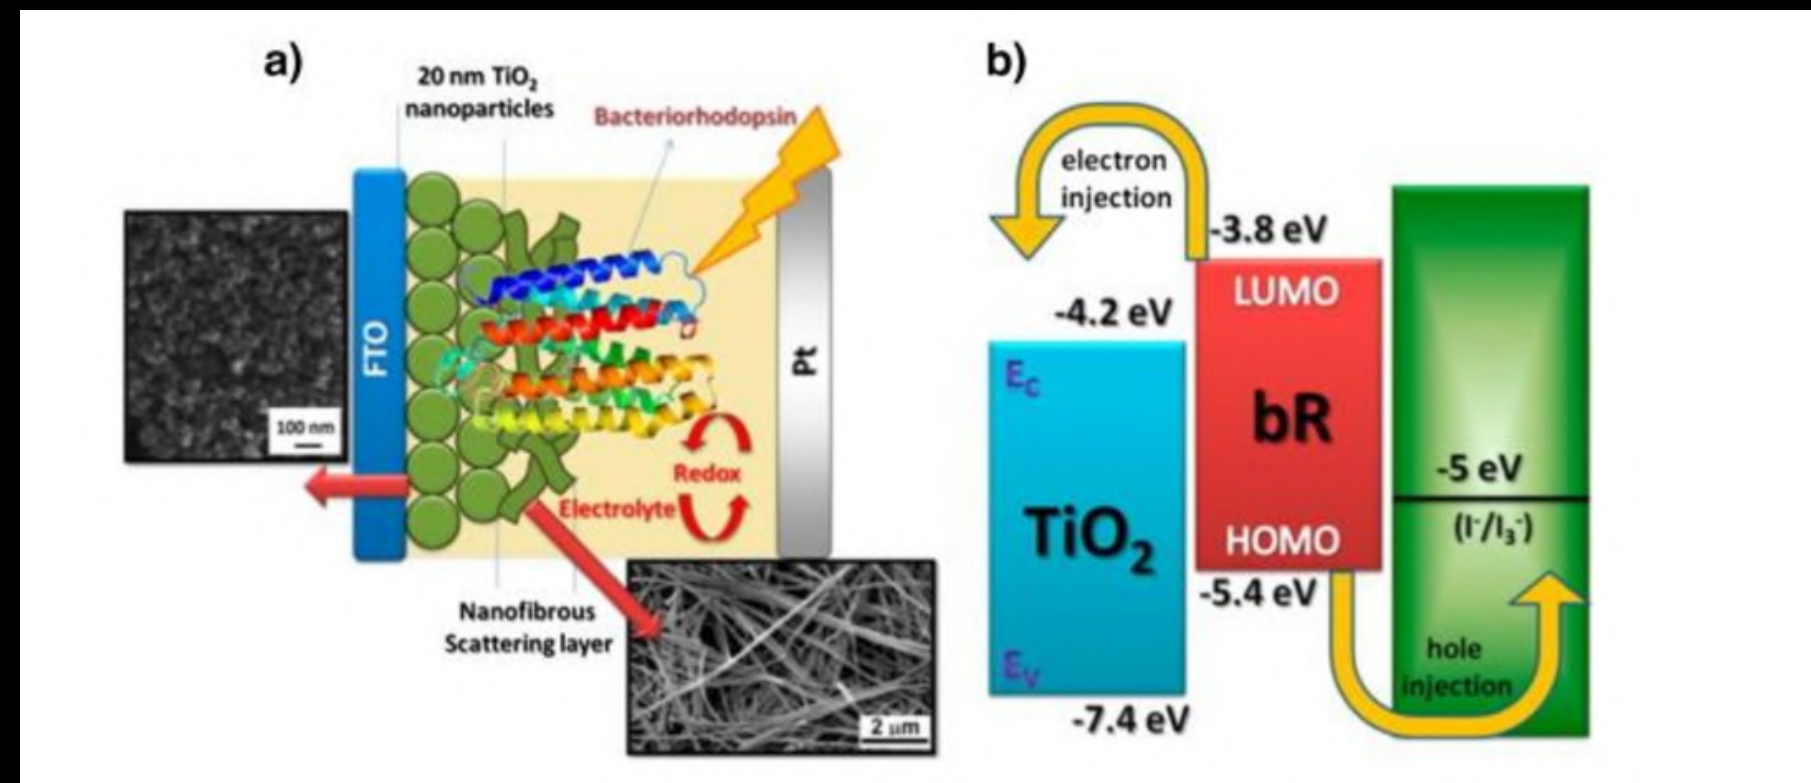 a)
20 nm TiO₂
nanoparticles
Bacteriorhodopsin
FTO
Pt
100 nm
Redox
Electrolyte
Nanofibrous
Scattering layer
2 µm
b)
electron
injection
-3.8 eV
LUMO
-4.2 eV
E_C
bR
-5 eV
(I⁻/I₃⁻)
TiO₂
HOMO
-5.4 eV
hole
injection
E_V
-7.4 eV